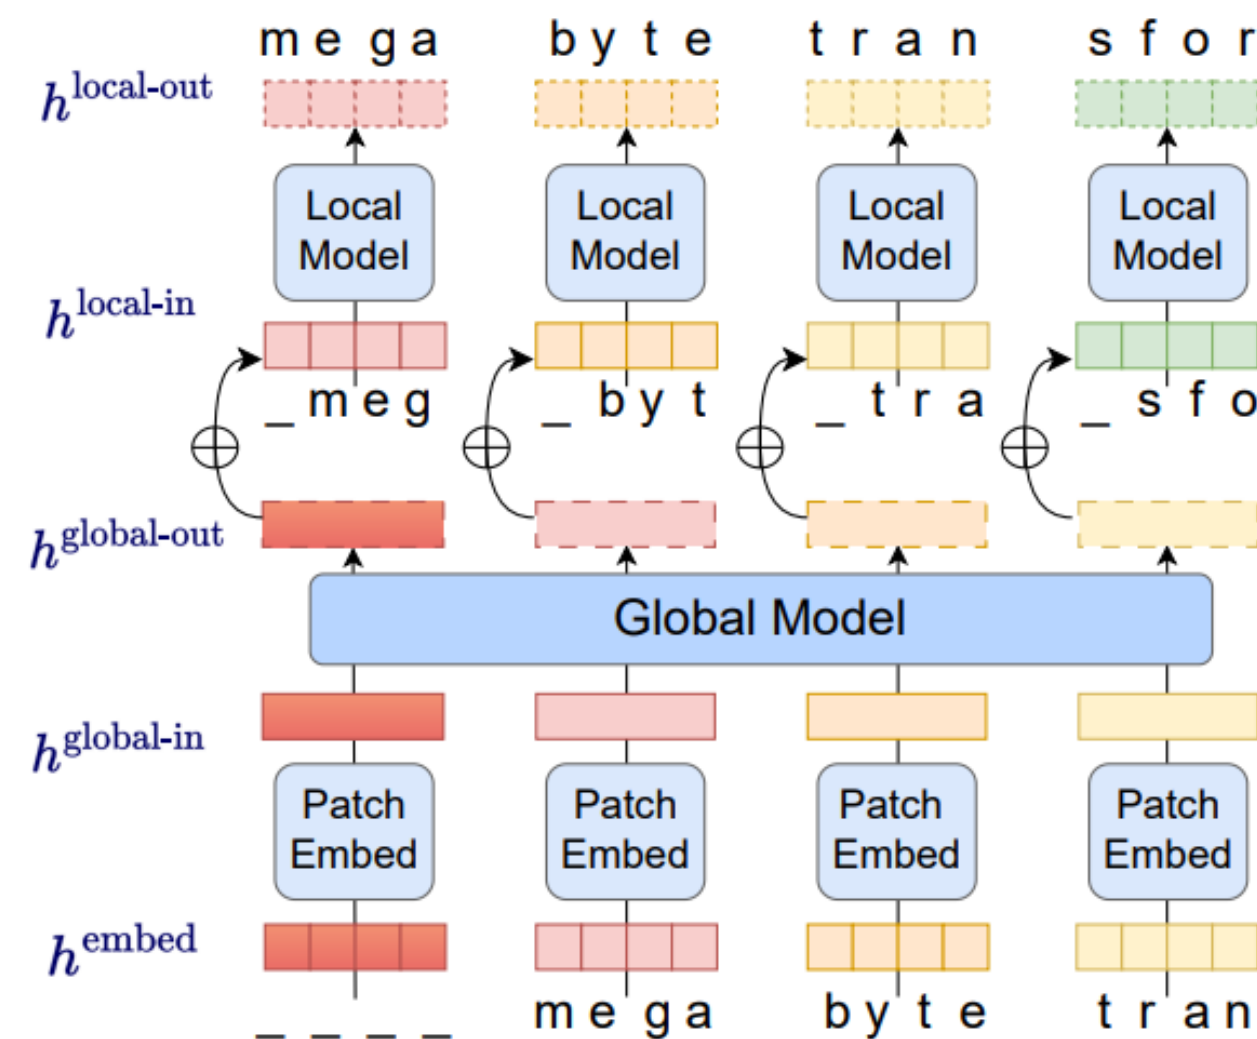 m e g a b y t e t r a n s f o r
h^local-out
Local Model Local Model Local Model Local Model
h^local-in
_ m e g _ b y t _ t r a _ s f o
h^global-out
Global Model
h^global-in
Patch Embed Patch Embed Patch Embed Patch Embed
h^embed
_ _ _ _ m e g a b y t e t r a n